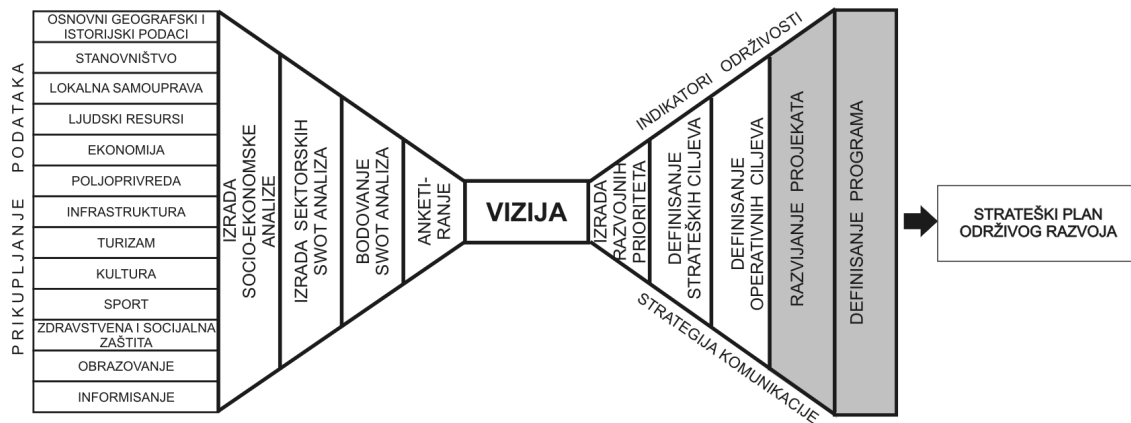 PRIKUPLJANJE PODATAKA
OSNOVNI GEOGRAFSKI I
ISTORIJSKI PODACI
STANOVNIŠTVO
LOKALNA SAMOUPRAVA
LJUDSKI RESURSI
EKONOMIJA
POLJOPRIVREDA
INFRASTRUKTURA
TURIZAM
KULTURA
SPORT
ZDRAVSTVENA I SOCIJALNA
ZAŠTITA
OBRAZOVANJE
INFORMISANJE
IZRADA
SOCIO-EKONOMSKE
ANALIZE
IZRADA SEKTORSKIH
SWOT ANALIZA
BODOVANJE
SWOT ANALIZA
ANKETI-
RANJE
VIZIJA
INDIKATORI ODRŽIVOSTI
IZRADA
RAZVOJNIH
PRIORITETA
DEFINISANJE
STRATEŠKIH CILJEVA
DEFINISANJE
OPERATIVNIH CILJEVA
RAZVIJANJE PROJEKATA
DEFINISANJE PROGRAMA
STRATEGIJA KOMUNIKACIJE
STRATEŠKI PLAN
ODRŽIVOG RAZVOJA